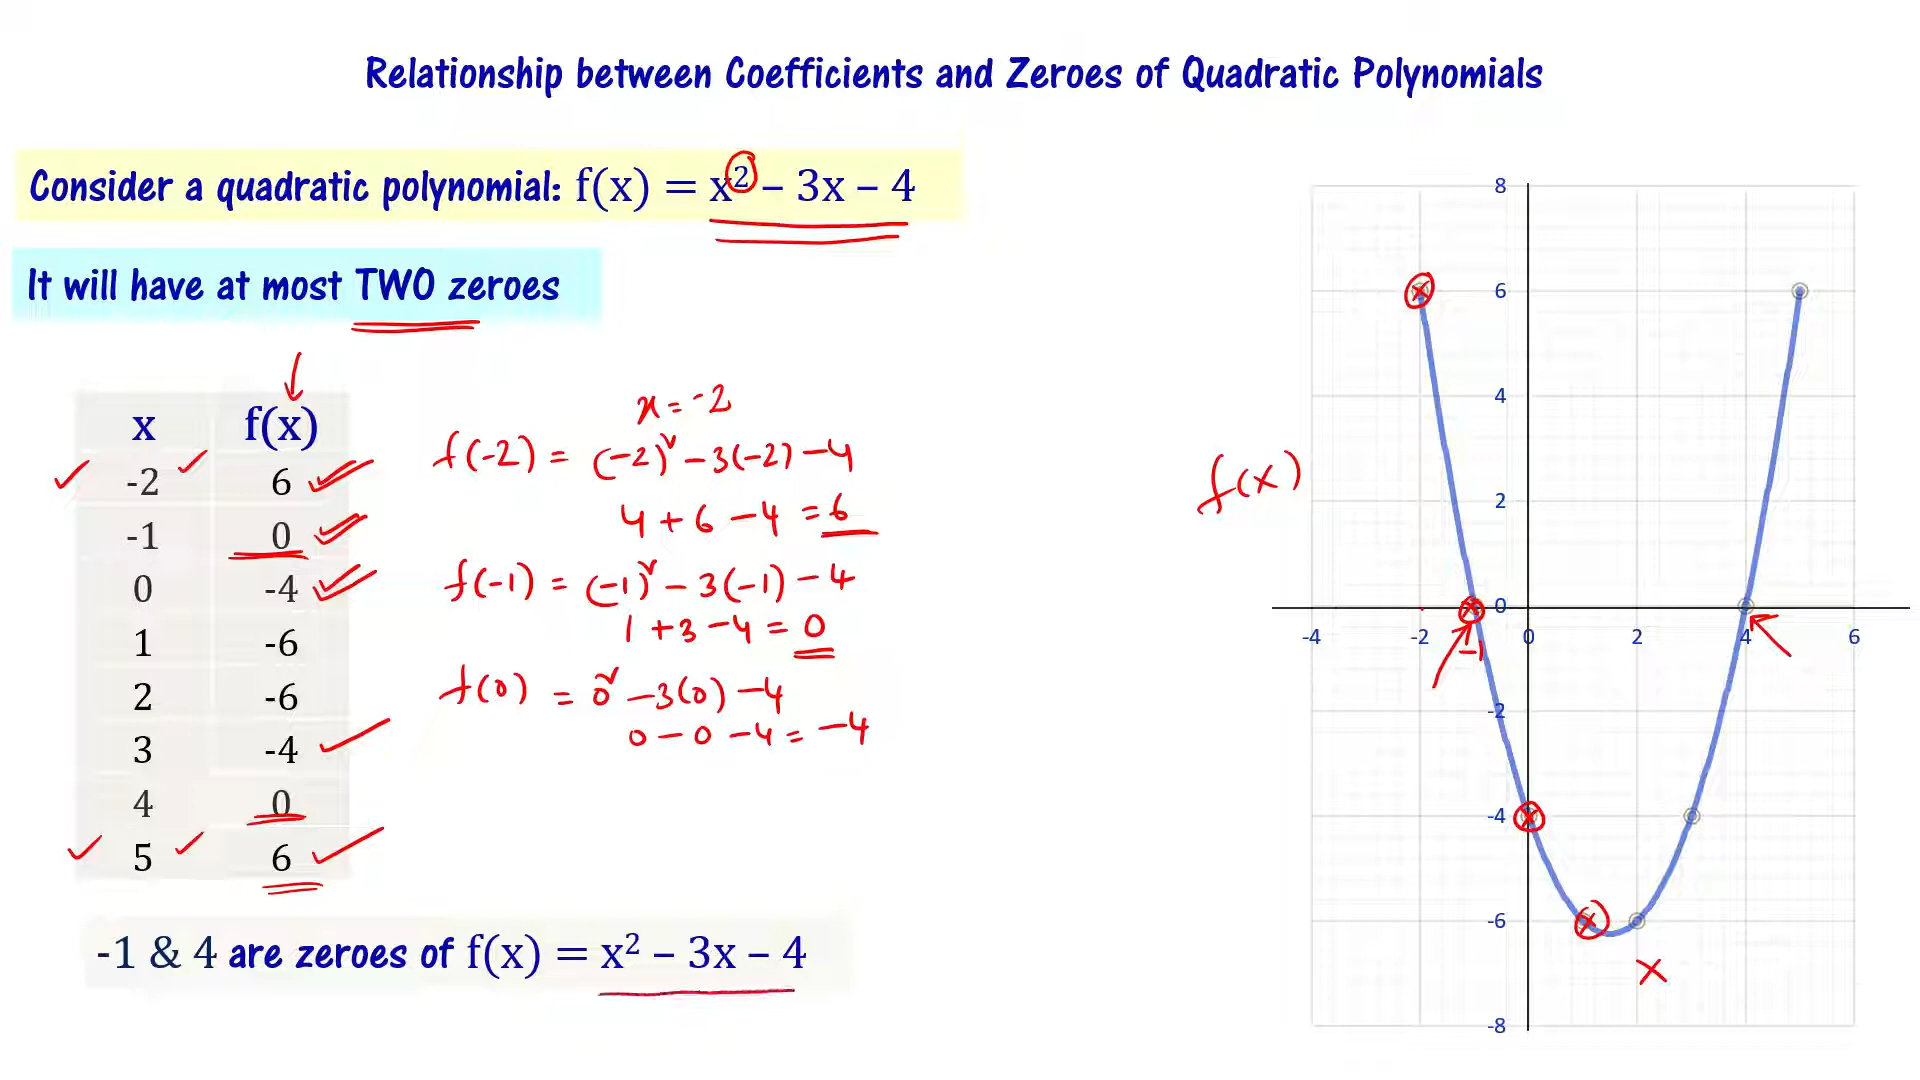 Relationship between Coefficients and Zeroes of Quadratic Polynomials
Consider a quadratic polynomial: f(x) = x² – 3x – 4
It will have at most TWO zeroes
x f(x)
-2 6
-1 0
0 -4
1 -6
2 -6
3 -4
4 0
5 6
x = -2
f(-2) = (-2)² - 3(-2) - 4
4 + 6 - 4 = 6
f(-1) = (-1)² - 3(-1) - 4
1 + 3 - 4 = 0
f(0) = 0² - 3(0) - 4
0 - 0 - 4 = -4
-1 & 4 are zeroes of f(x) = x² – 3x – 4
f(x)
8
6
4
2
0
-4 -2 0 2 4 6
-1
-2
-4
-6
x
-8